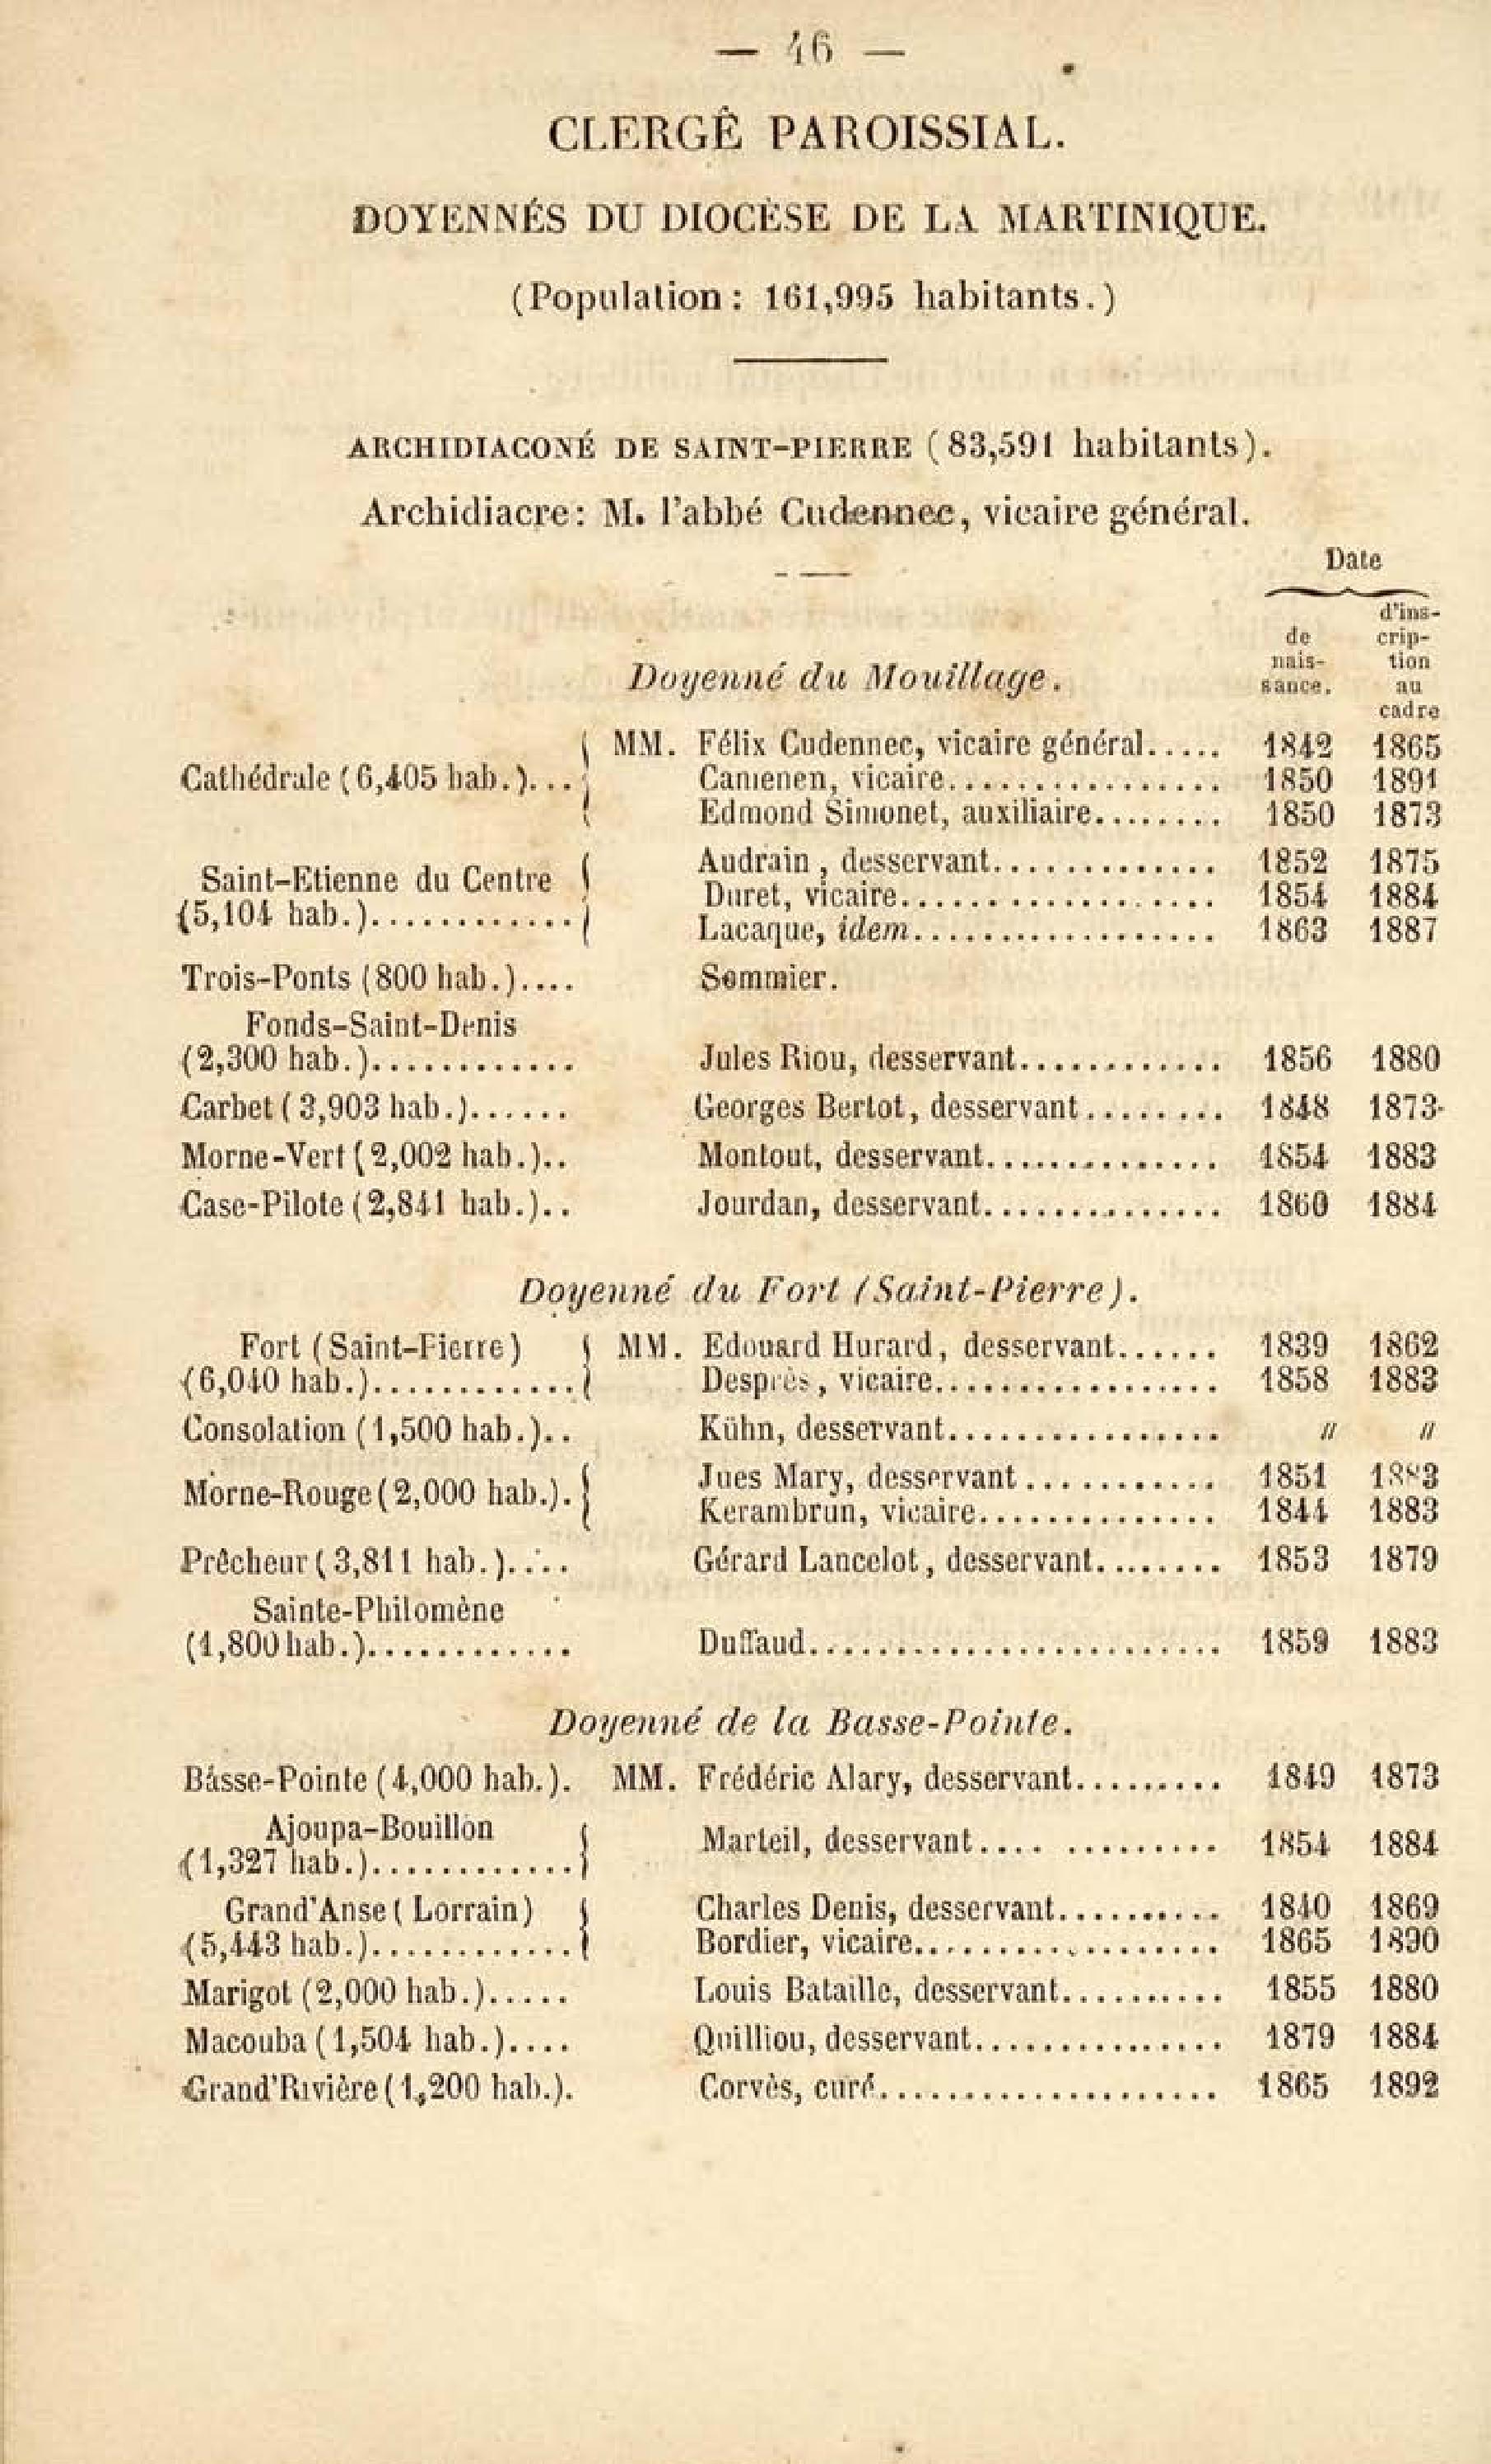 — 46 —
CLERGÊ PAROISSIAL.
DOYENNÉS DU DIOCÈSE DE LA MARTINIQUE.
(Population : 161,995 habitants.)
ARCHIDIACONÉ DE SAINT-PIERRE (83,591 habitants).
Archidiacre : M. l'abbé Cudennec, vicaire général.
Date
de naissance.
d'inscription au cadre
Doyenné du Mouillage.
Cathédrale (6,405 hab.)...
MM. Félix Cudennec, vicaire général..... 1842 1865
Camenen, vicaire................ 1850 1891
Edmond Simonet, auxiliaire........ 1850 1873
Saint-Etienne du Centre
(5,104 hab.)............
Audrain, desservant............. 1852 1875
Duret, vicaire.................. 1854 1884
Lacaque, idem.................. 1863 1887
Trois-Ponts (800 hab.).... Sommier.
Fonds-Saint-Denis
(2,300 hab.)............ Jules Riou, desservant............ 1856 1880
Carbet (3,903 hab.)...... Georges Bertot, desservant........ 1848 1873
Morne-Vert (2,002 hab.).. Montout, desservant.............. 1854 1883
Case-Pilote (2,841 hab.).. Jourdan, desservant.............. 1860 1884
Doyenné du Fort (Saint-Pierre).
Fort (Saint-Pierre)
(6,040 hab.)............
MM. Edouard Hurard, desservant...... 1839 1862
Desprès, vicaire................. 1858 1883
Consolation (1,500 hab.).. Kühn, desservant................ // //
Morne-Rouge (2,000 hab.).
Jues Mary, desservant ........... 1851 1883
Kerambrun, vicaire.............. 1844 1883
Prêcheur (3,811 hab.)..... Gérard Lancelot, desservant........ 1853 1879
Sainte-Philomène
(1,800 hab.)............ Duffaud........................ 1859 1883
Doyenné de la Basse-Pointe.
Basse-Pointe (4,000 hab.). MM. Frédéric Alary, desservant......... 1849 1873
Ajoupa-Bouillon
(1,327 hab.)............
Marteil, desservant.... ......... 1854 1884
Grand'Anse (Lorrain)
(5,443 hab.)............
Charles Denis, desservant.......... 1840 1869
Bordier, vicaire.................. 1865 1890
Marigot (2,000 hab.)..... Louis Bataille, desservant.......... 1855 1880
Macouba (1,504 hab.).... Quilliou, desservant............... 1879 1884
Grand'Rivière (1,200 hab.). Corvès, curé.................... 1865 1892